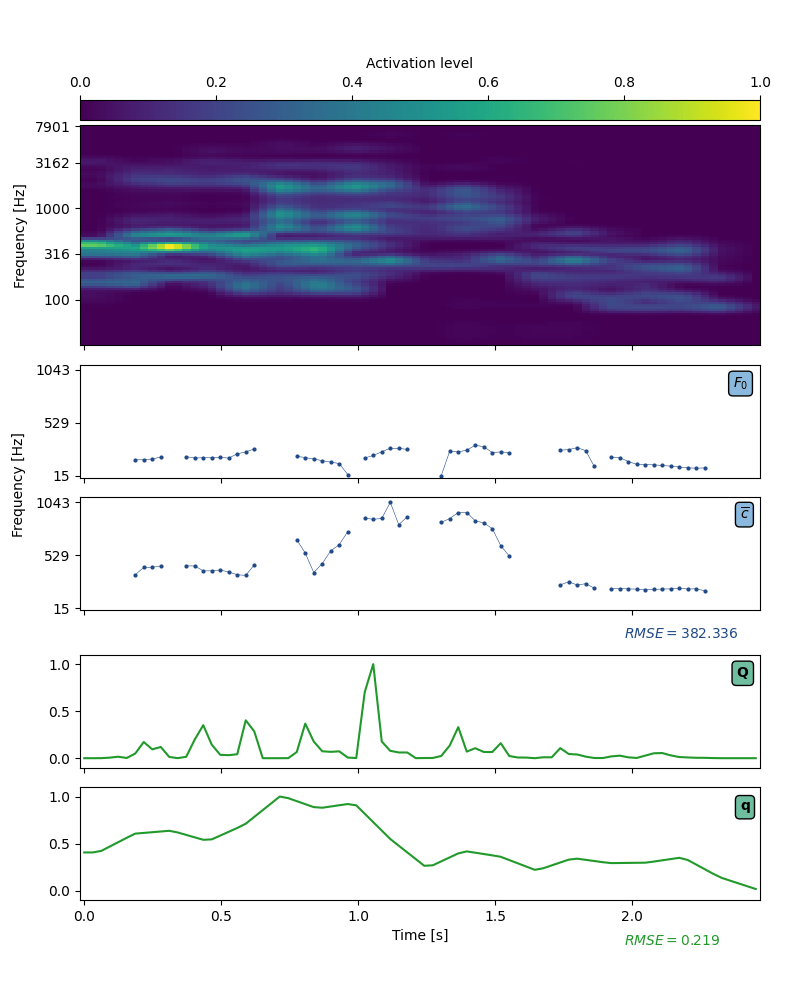 Activation level
0.0 0.2 0.4 0.6 0.8 1.0
7901
3162
1000
316
100
Frequency [Hz]
1043
529
15
F₀
Frequency [Hz]
1043
529
15
c̅
RMSE = 382.336
1.0
0.5
0.0
Q
1.0
0.5
0.0
q
0.0 0.5 1.0 1.5 2.0
Time [s]
RMSE = 0.219